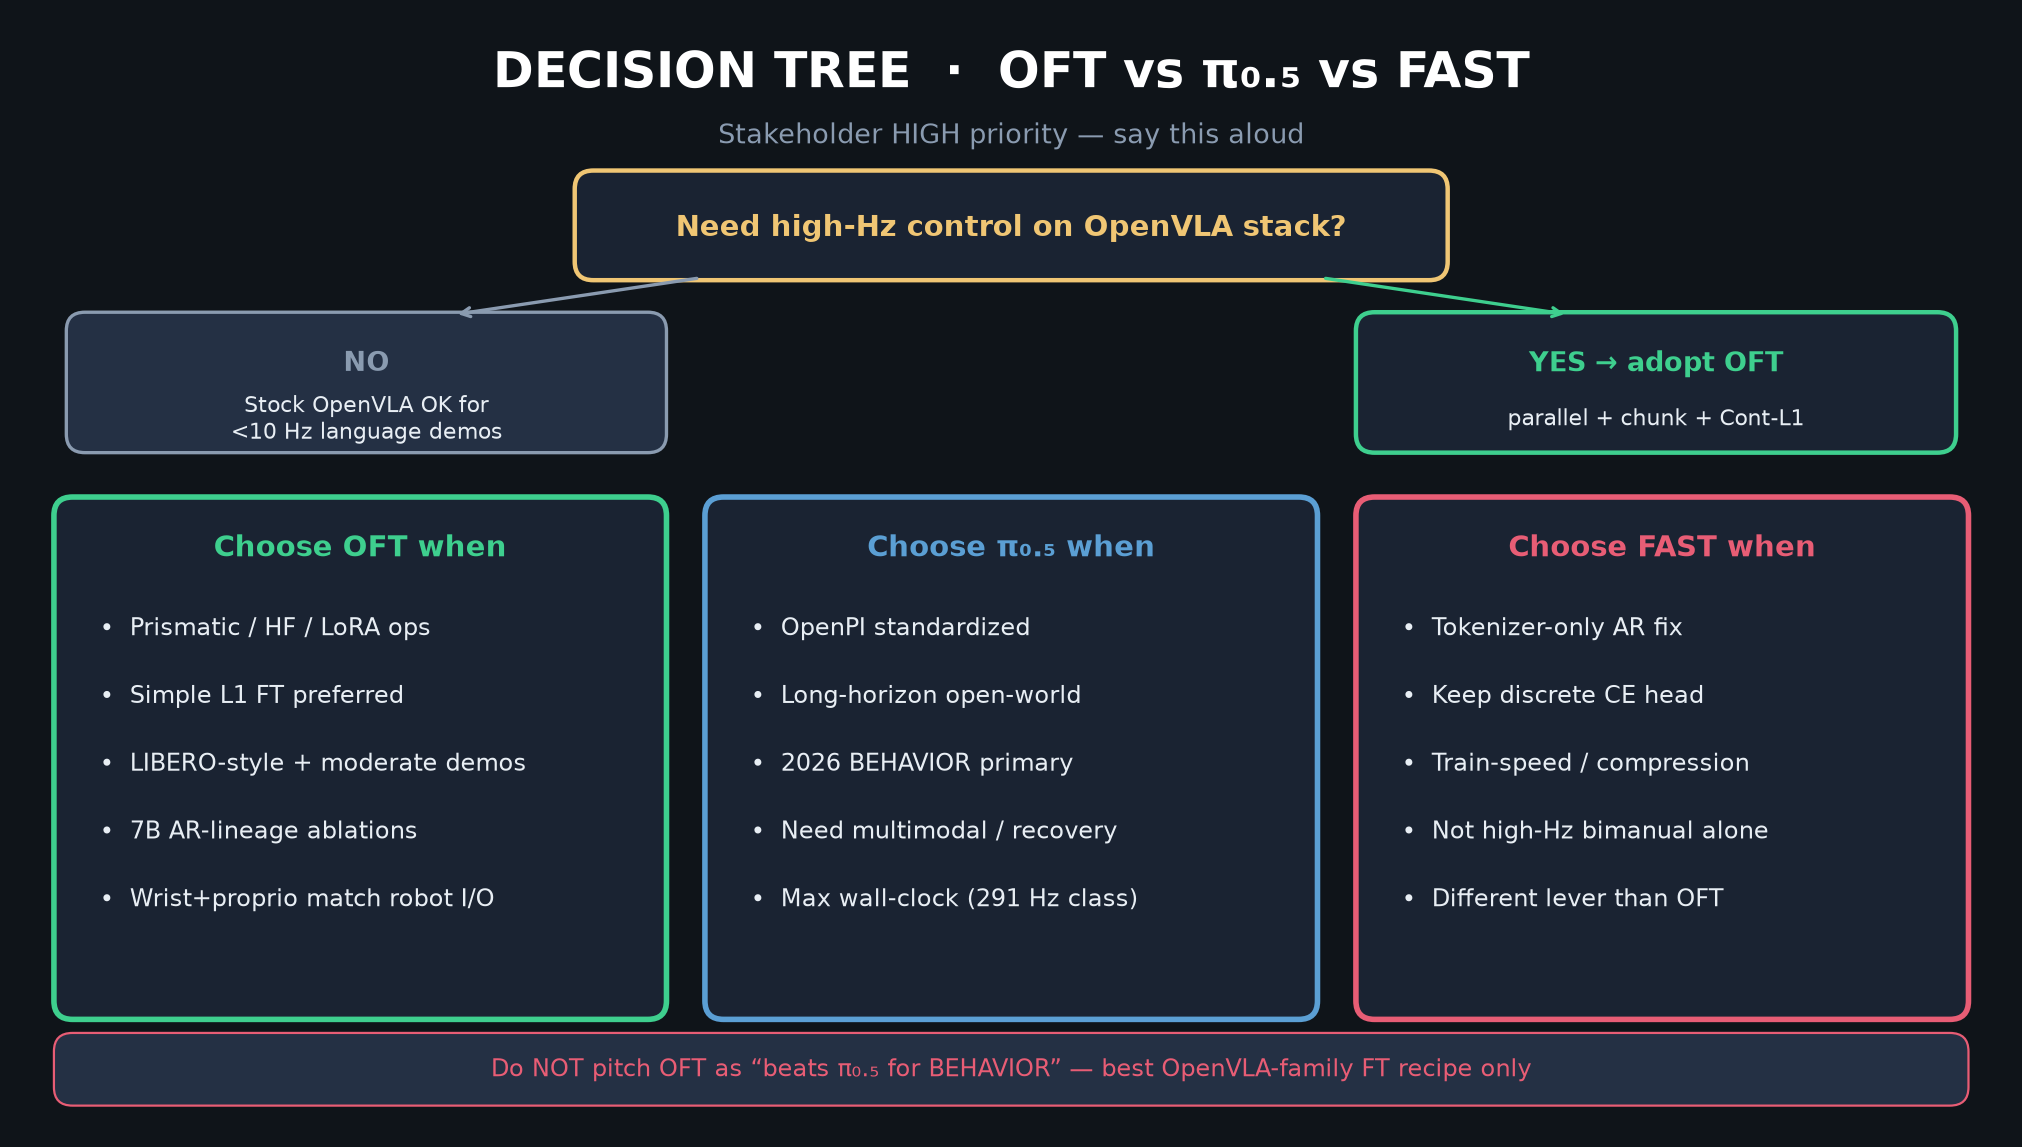 DECISION TREE · OFT vs π₀.₅ vs FAST
Stakeholder HIGH priority — say this aloud
Need high-Hz control on OpenVLA stack?
NO
Stock OpenVLA OK for
<10 Hz language demos
YES → adopt OFT
parallel + chunk + Cont-L1
Choose OFT when
• Prismatic / HF / LoRA ops
• Simple L1 FT preferred
• LIBERO-style + moderate demos
• 7B AR-lineage ablations
• Wrist+proprio match robot I/O
Choose π₀.₅ when
• OpenPI standardized
• Long-horizon open-world
• 2026 BEHAVIOR primary
• Need multimodal / recovery
• Max wall-clock (291 Hz class)
Choose FAST when
• Tokenizer-only AR fix
• Keep discrete CE head
• Train-speed / compression
• Not high-Hz bimanual alone
• Different lever than OFT
Do NOT pitch OFT as “beats π₀.₅ for BEHAVIOR” — best OpenVLA-family FT recipe only